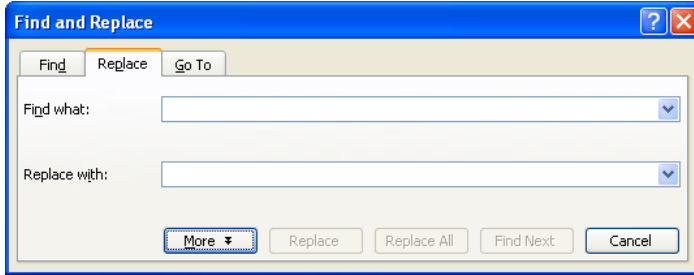 Find and Replace
Find Replace Go To
Find what:
Replace with:
More Replace Replace All Find Next Cancel